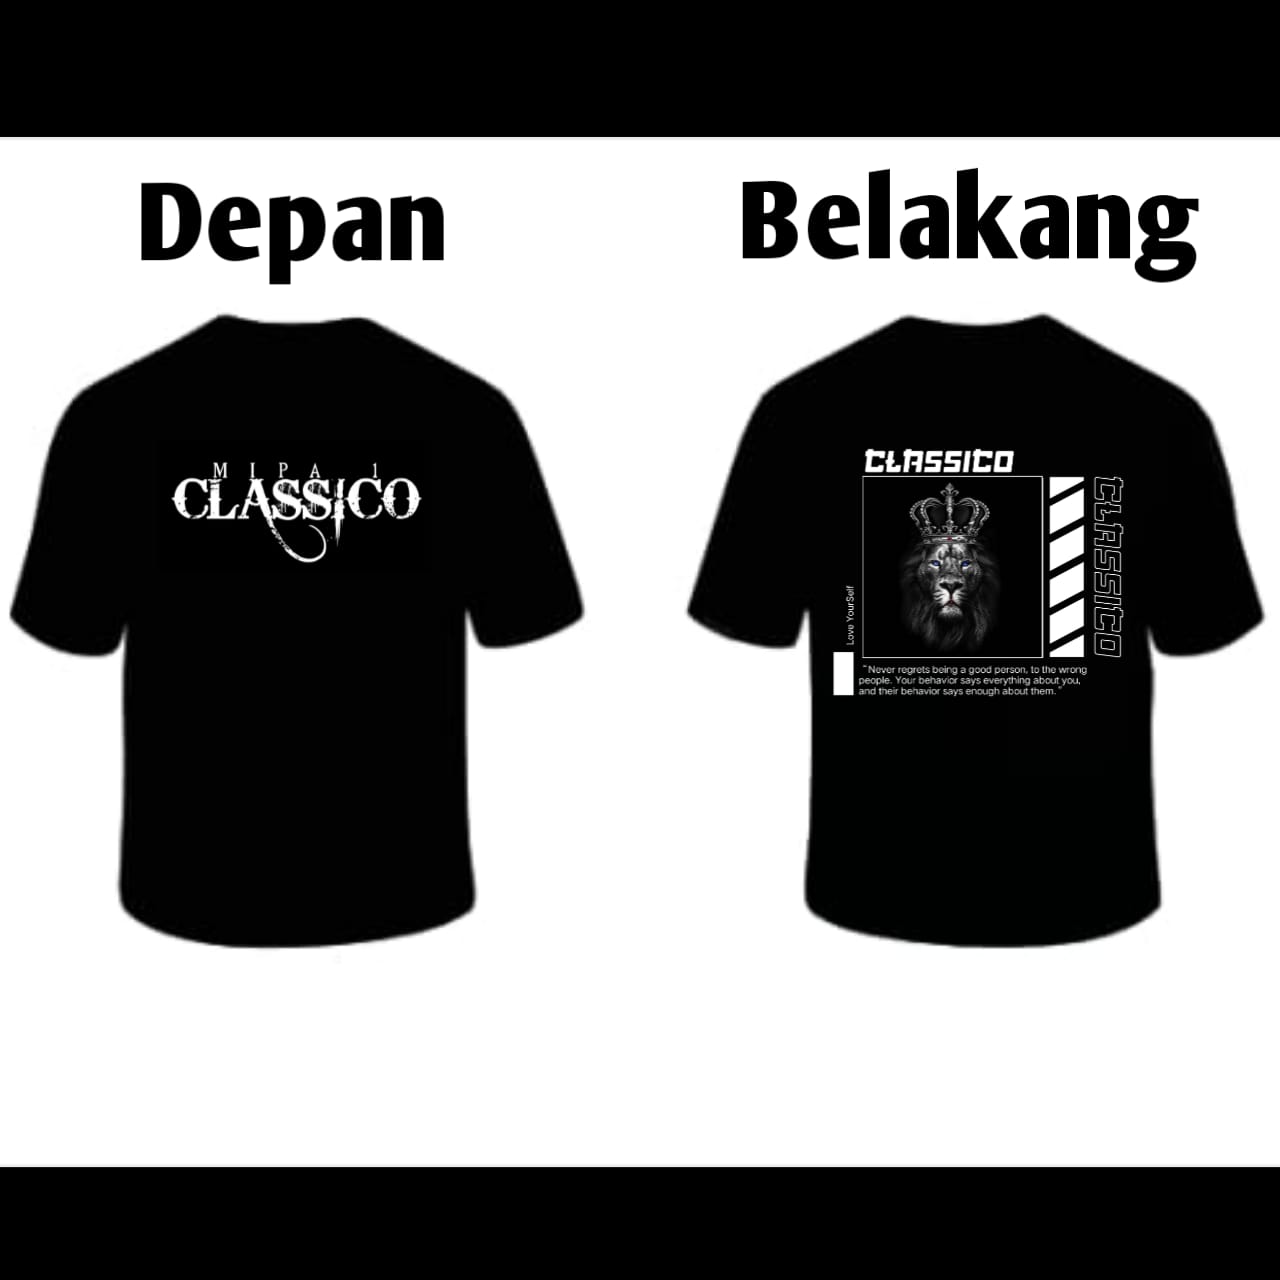 Depan
Belakang
MIPA 1
CLASSICO
CLASSICO
CLASSICO
Love YourSelf
"Never regrets being a good person, to the wrong
people. Your behavior says everything about you,
and their behavior says enough about them."